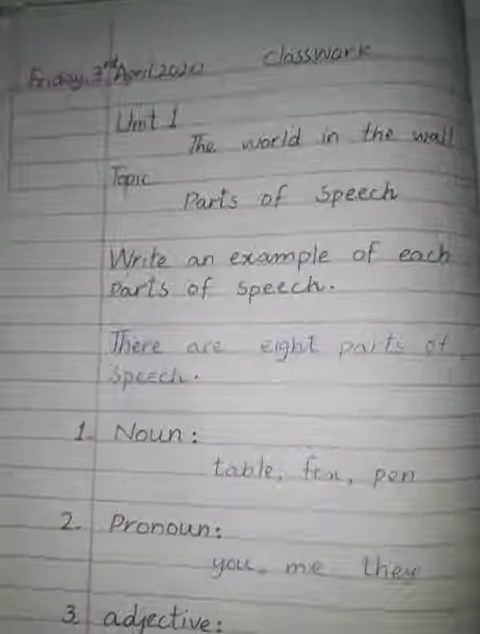 Friday, 3rd April 2020 classwork
Unit 1
The world in the wall
Topic
Parts of speech
Write an example of each
parts of speech.
There are eight parts of
speech.
1. Noun:
table, fox, pen
2. Pronoun:
you, me they
3. adjective: